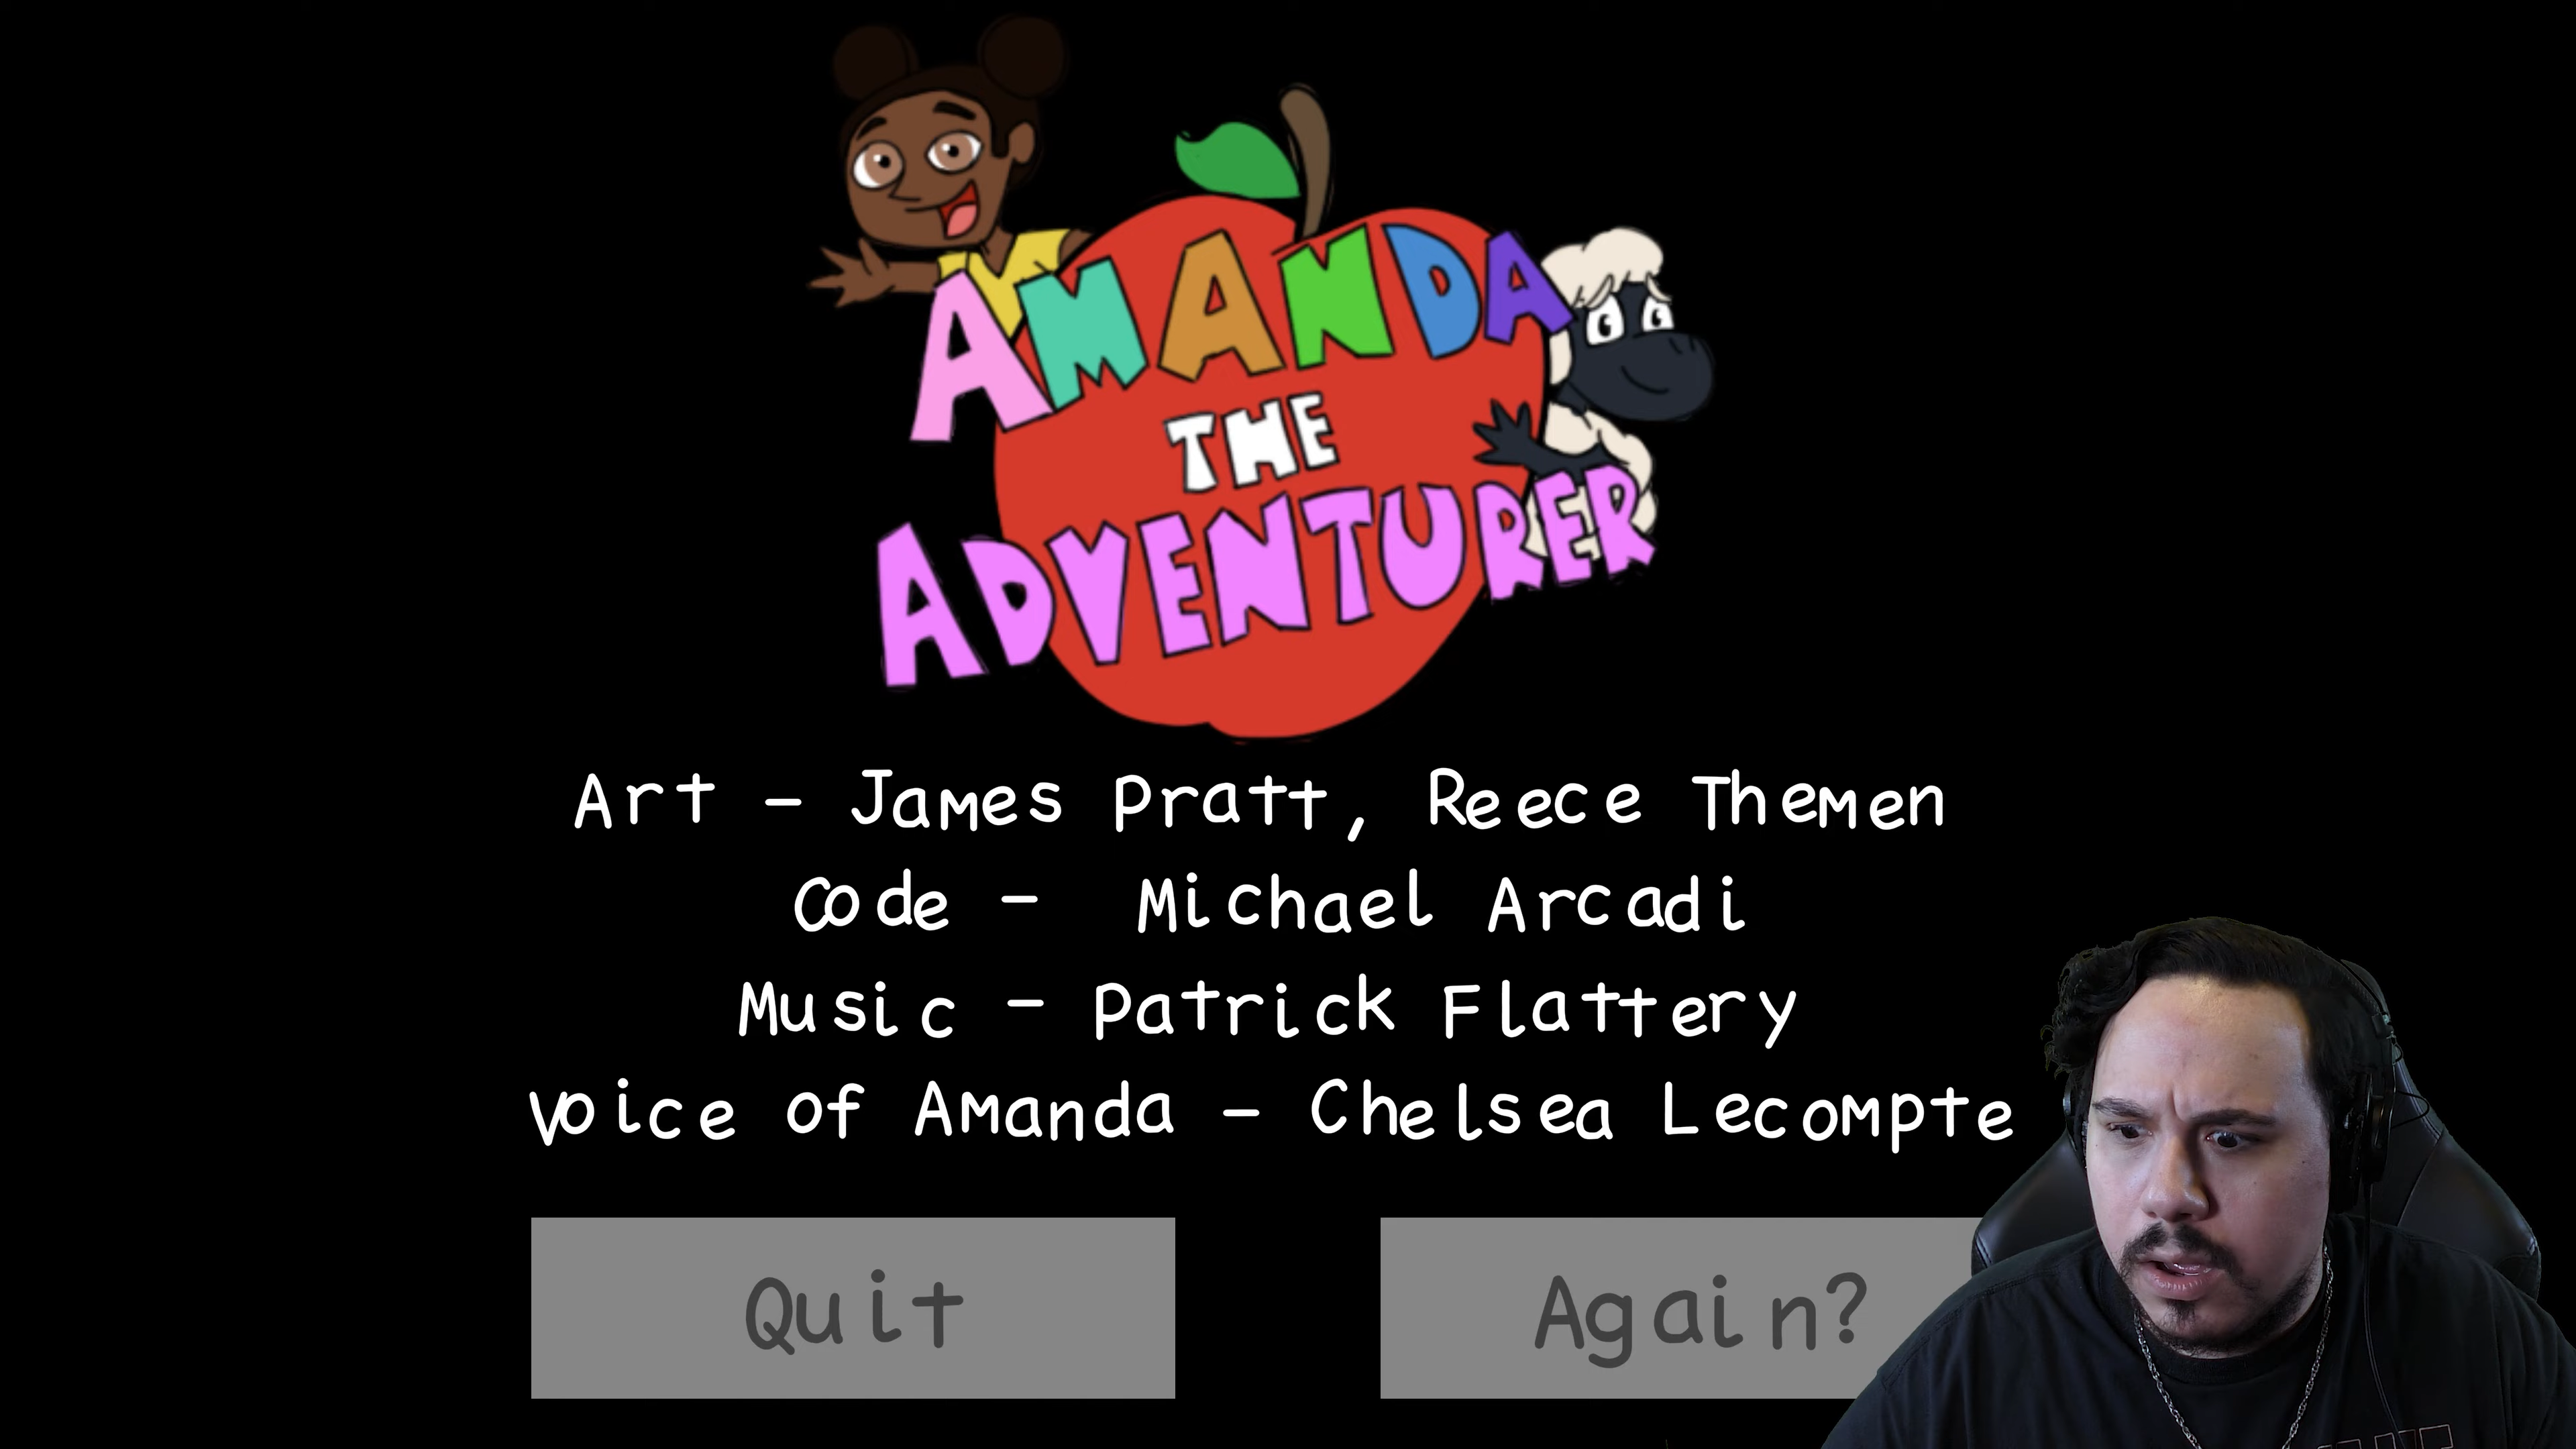 AMANDA
THE
ADVENTURER
Art - James Pratt, Reece Themen
Code - Michael Arcadi
Music - Patrick Flattery
Voice of Amanda - Chelsea Lecompte
Quit
Again?